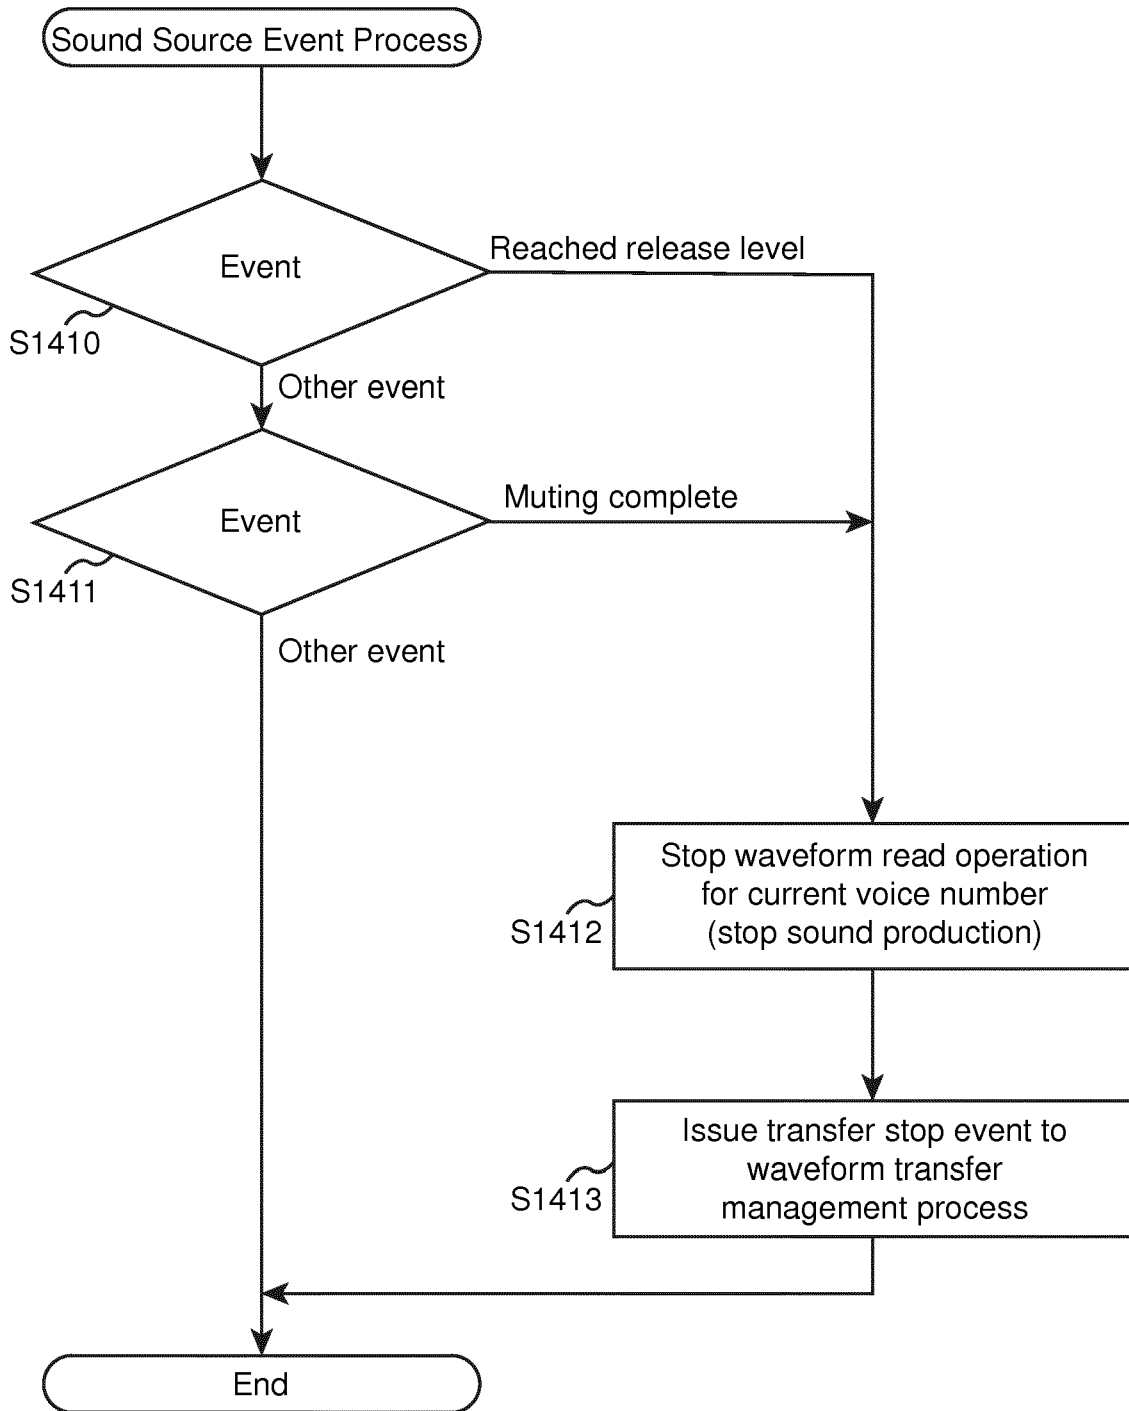 Sound Source Event Process
Event
Reached release level
S1410
Other event
Event
Muting complete
S1411
Other event
Stop waveform read operation
for current voice number
(stop sound production)
S1412
Issue transfer stop event to
waveform transfer
management process
S1413
End